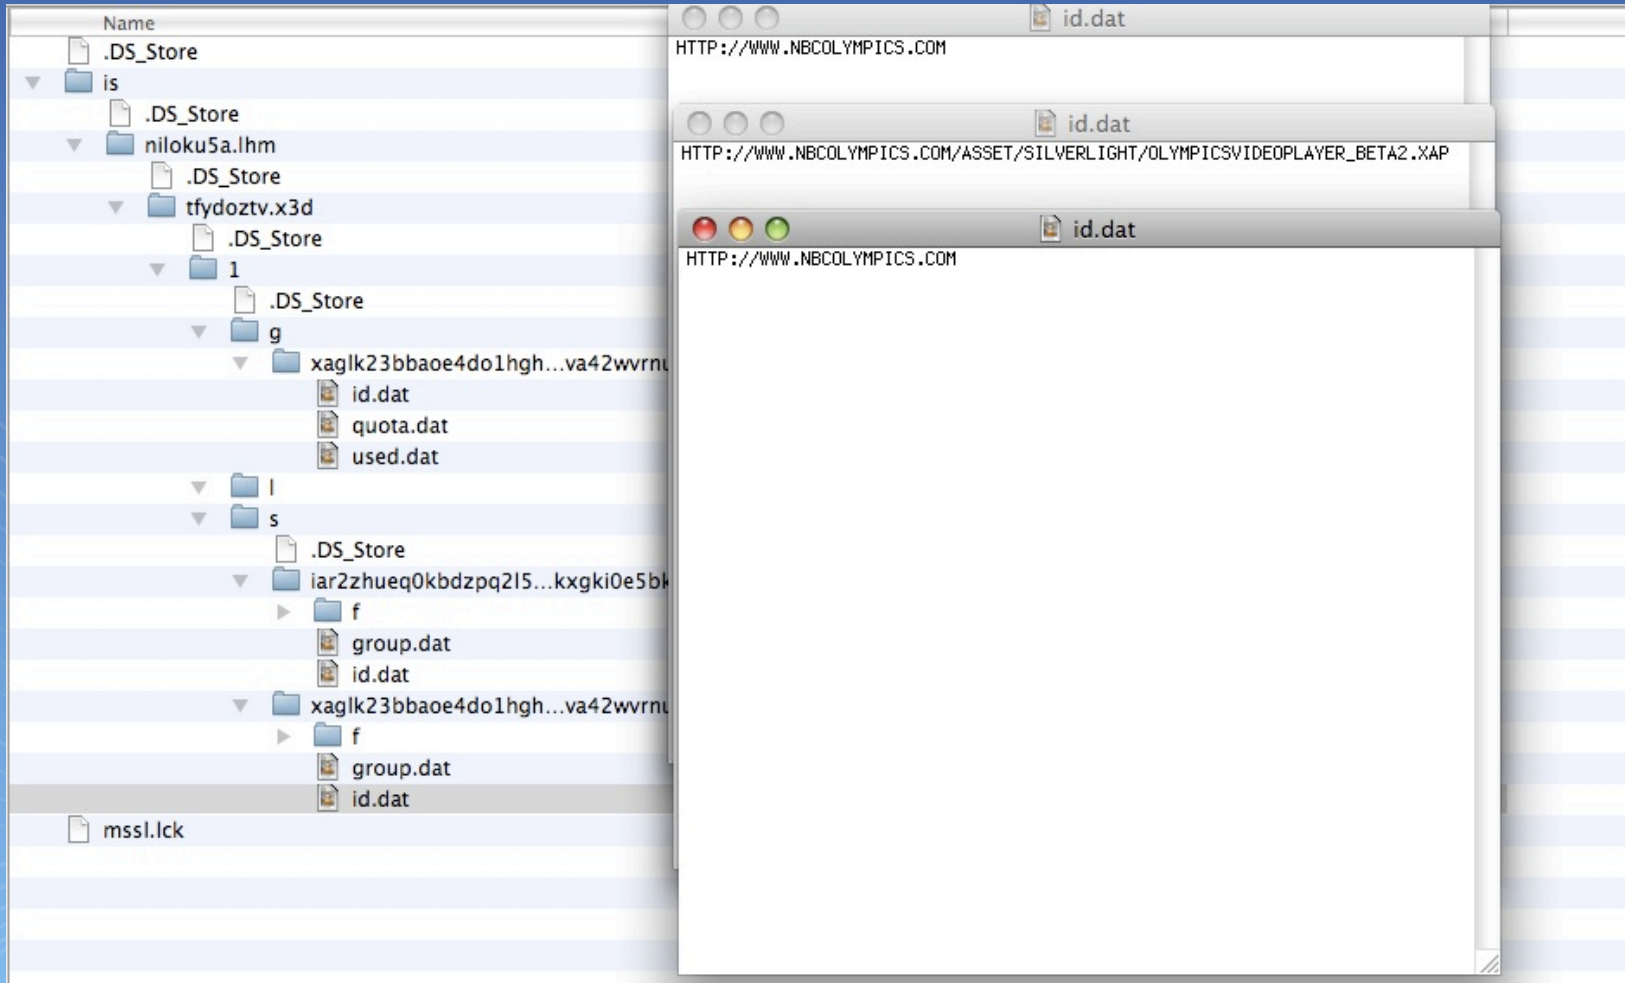 Name
.DS_Store
is
.DS_Store
niloku5a.lhm
.DS_Store
tfydoztv.x3d
.DS_Store
1
.DS_Store
g
xaglk23bbaoe4do1hgh...va42wvrnu
id.dat
quota.dat
used.dat
l
s
.DS_Store
iar2zhueq0kbdzpq2l5...kxgki0e5bk
f
group.dat
id.dat
xaglk23bbaoe4do1hgh...va42wvrnu
f
group.dat
id.dat
mssl.lck
id.dat
HTTP://WWW.NBCOLYMPICS.COM
id.dat
HTTP://WWW.NBCOLYMPICS.COM/ASSET/SILVERLIGHT/OLYMPICSVIDEOPLAYER_BETA2.XAP
id.dat
HTTP://WWW.NBCOLYMPICS.COM